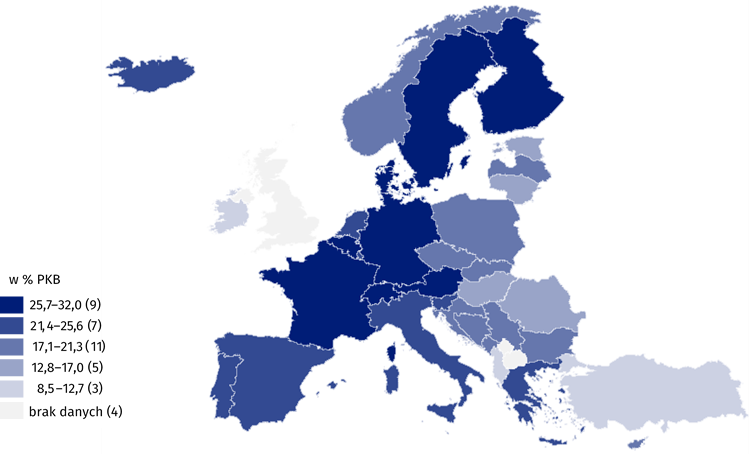 w % PKB
25,7–32,0 (9)
21,4–25,6 (7)
17,1–21,3 (11)
12,8–17,0 (5)
8,5–12,7 (3)
brak danych (4)